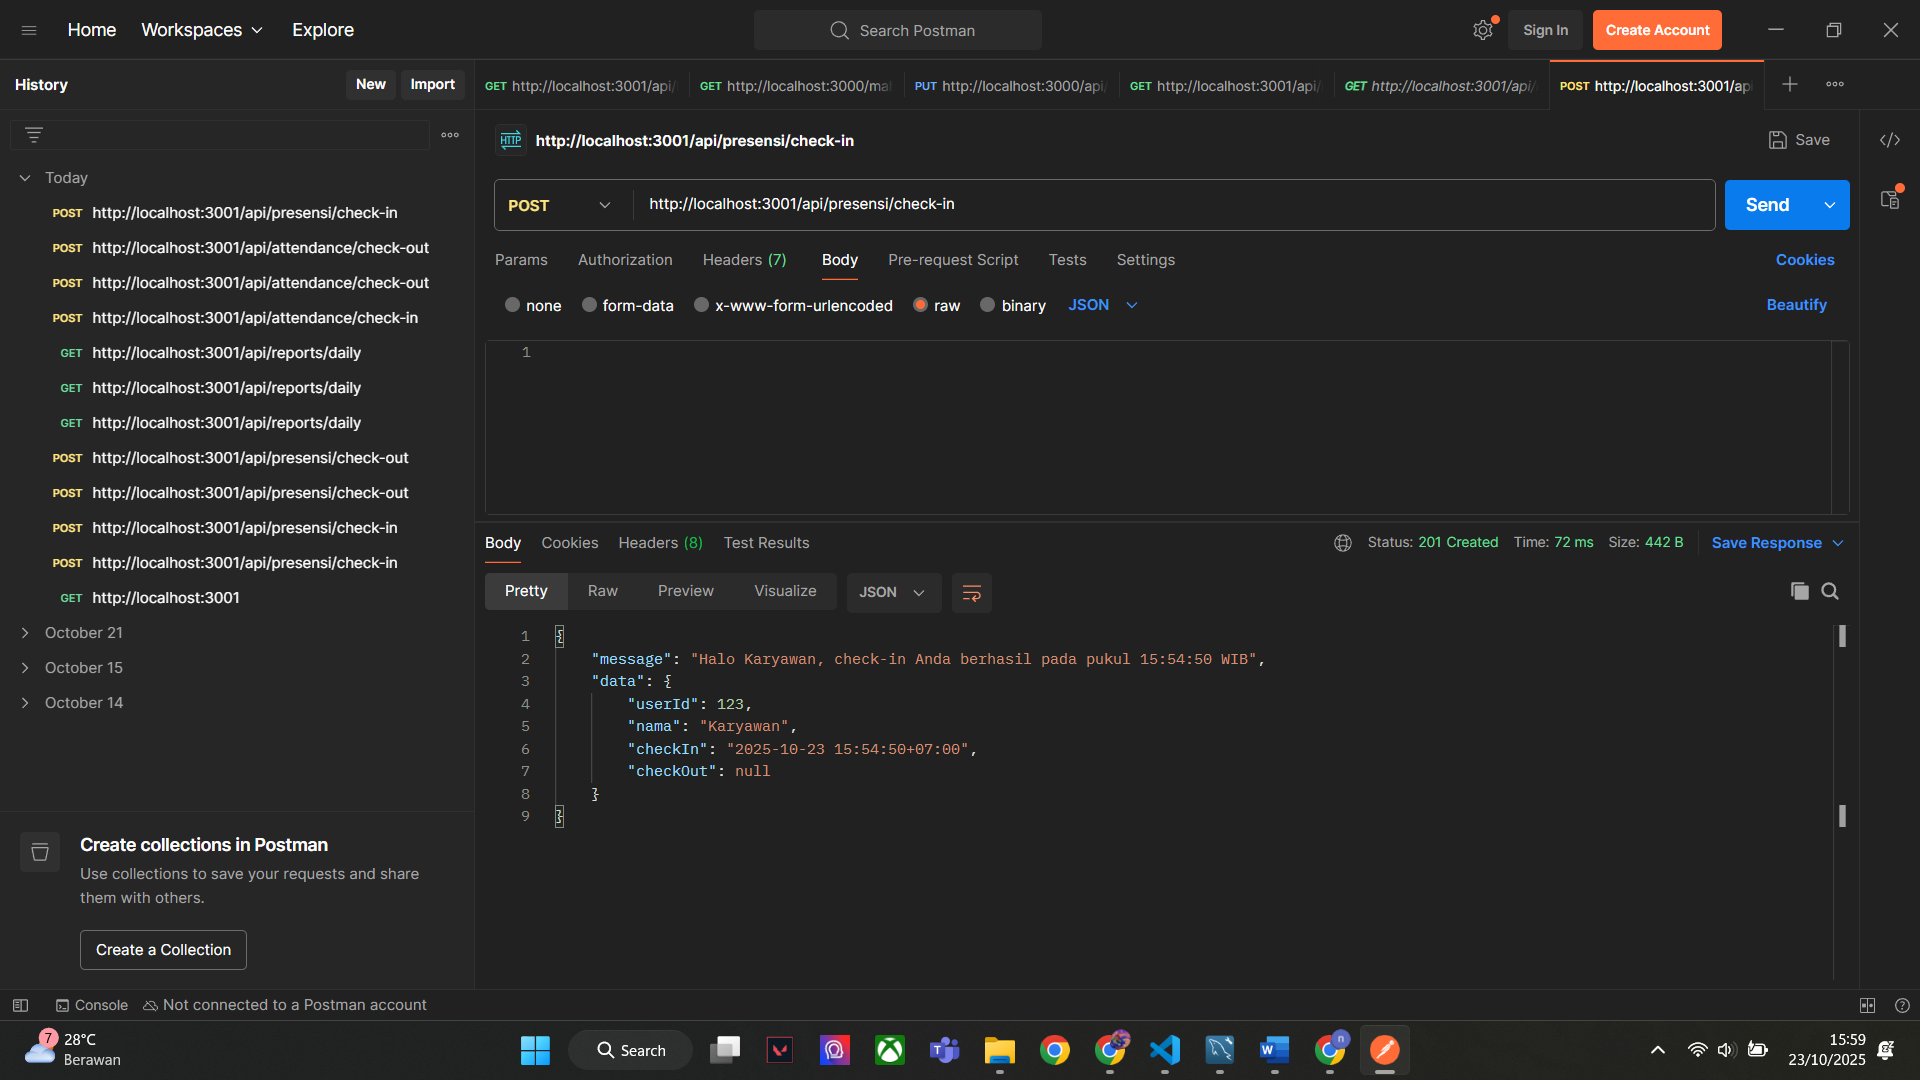 Home
Workspaces
Explore
Search Postman
Sign In
Create Account
History
New
Import
GET http://localhost:3001/api/
GET http://localhost:3000/mal
PUT http://localhost:3000/api/
GET http://localhost:3001/api/
GET http://localhost:3001/api/
POST http://localhost:3001/api
http://localhost:3001/api/presensi/check-in
Save
Today
POST http://localhost:3001/api/presensi/check-in
POST http://localhost:3001/api/attendance/check-out
POST http://localhost:3001/api/attendance/check-out
POST http://localhost:3001/api/attendance/check-in
GET http://localhost:3001/api/reports/daily
GET http://localhost:3001/api/reports/daily
GET http://localhost:3001/api/reports/daily
POST http://localhost:3001/api/presensi/check-out
POST http://localhost:3001/api/presensi/check-out
POST http://localhost:3001/api/presensi/check-in
POST http://localhost:3001/api/presensi/check-in
GET http://localhost:3001
October 21
October 15
October 14
Create collections in Postman
Use collections to save your requests and share
them with others.
Create a Collection
HTTP
POST http://localhost:3001/api/presensi/check-in
Send
Params Authorization Headers (7) Body Pre-request Script Tests Settings
Cookies
none form-data x-www-form-urlencoded raw binary JSON
Beautify
1
Body Cookies Headers (8) Test Results
Status: 201 Created Time: 72 ms Size: 442 B Save Response
Pretty Raw Preview Visualize JSON
1 {
2 "message": "Halo Karyawan, check-in Anda berhasil pada pukul 15:54:50 WIB",
3 "data": {
4 "userId": 123,
5 "nama": "Karyawan",
6 "checkIn": "2025-10-23 15:54:50+07:00",
7 "checkOut": null
8 }
9 }
Console
Not connected to a Postman account
7
28°C
Berawan
Search
n
15:59
23/10/2025